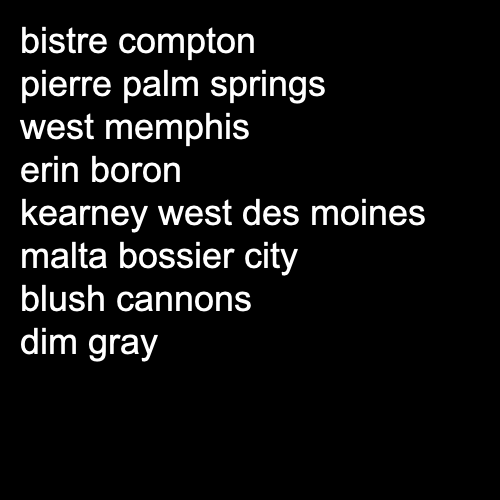 bistre compton
pierre palm springs
west memphis
erin boron
kearney west des moines
malta bossier city
blush cannons
dim gray